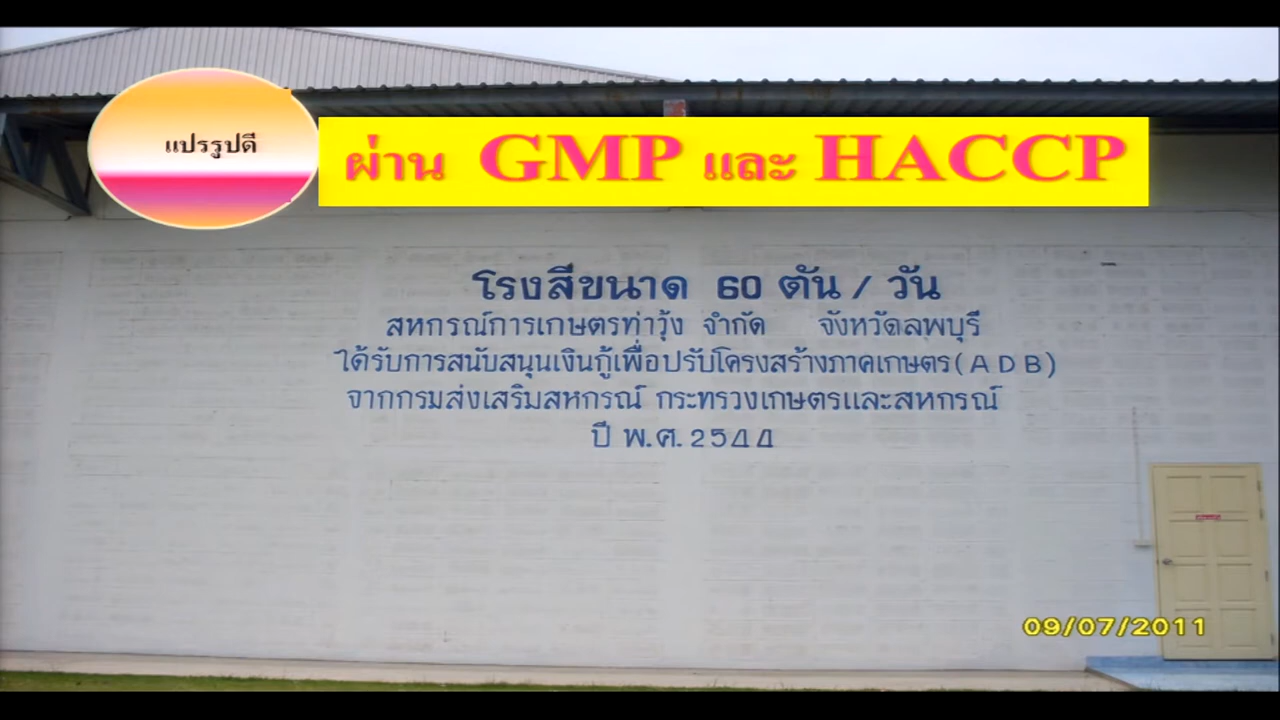 แปรรูปดี
ผ่าน GMP และ HACCP
โรงสีขนาด 60 ตัน / วัน
สหกรณ์การเกษตรท่าวุ้ง จำกัด จังหวัดลพบุรี
ได้รับการสนับสนุนเงินกู้เพื่อปรับโครงสร้างภาคเกษตร(ADB)
จากกรมส่งเสริมสหกรณ์ กระทรวงเกษตรและสหกรณ์
ปี พ.ศ. 2544
09/07/2011